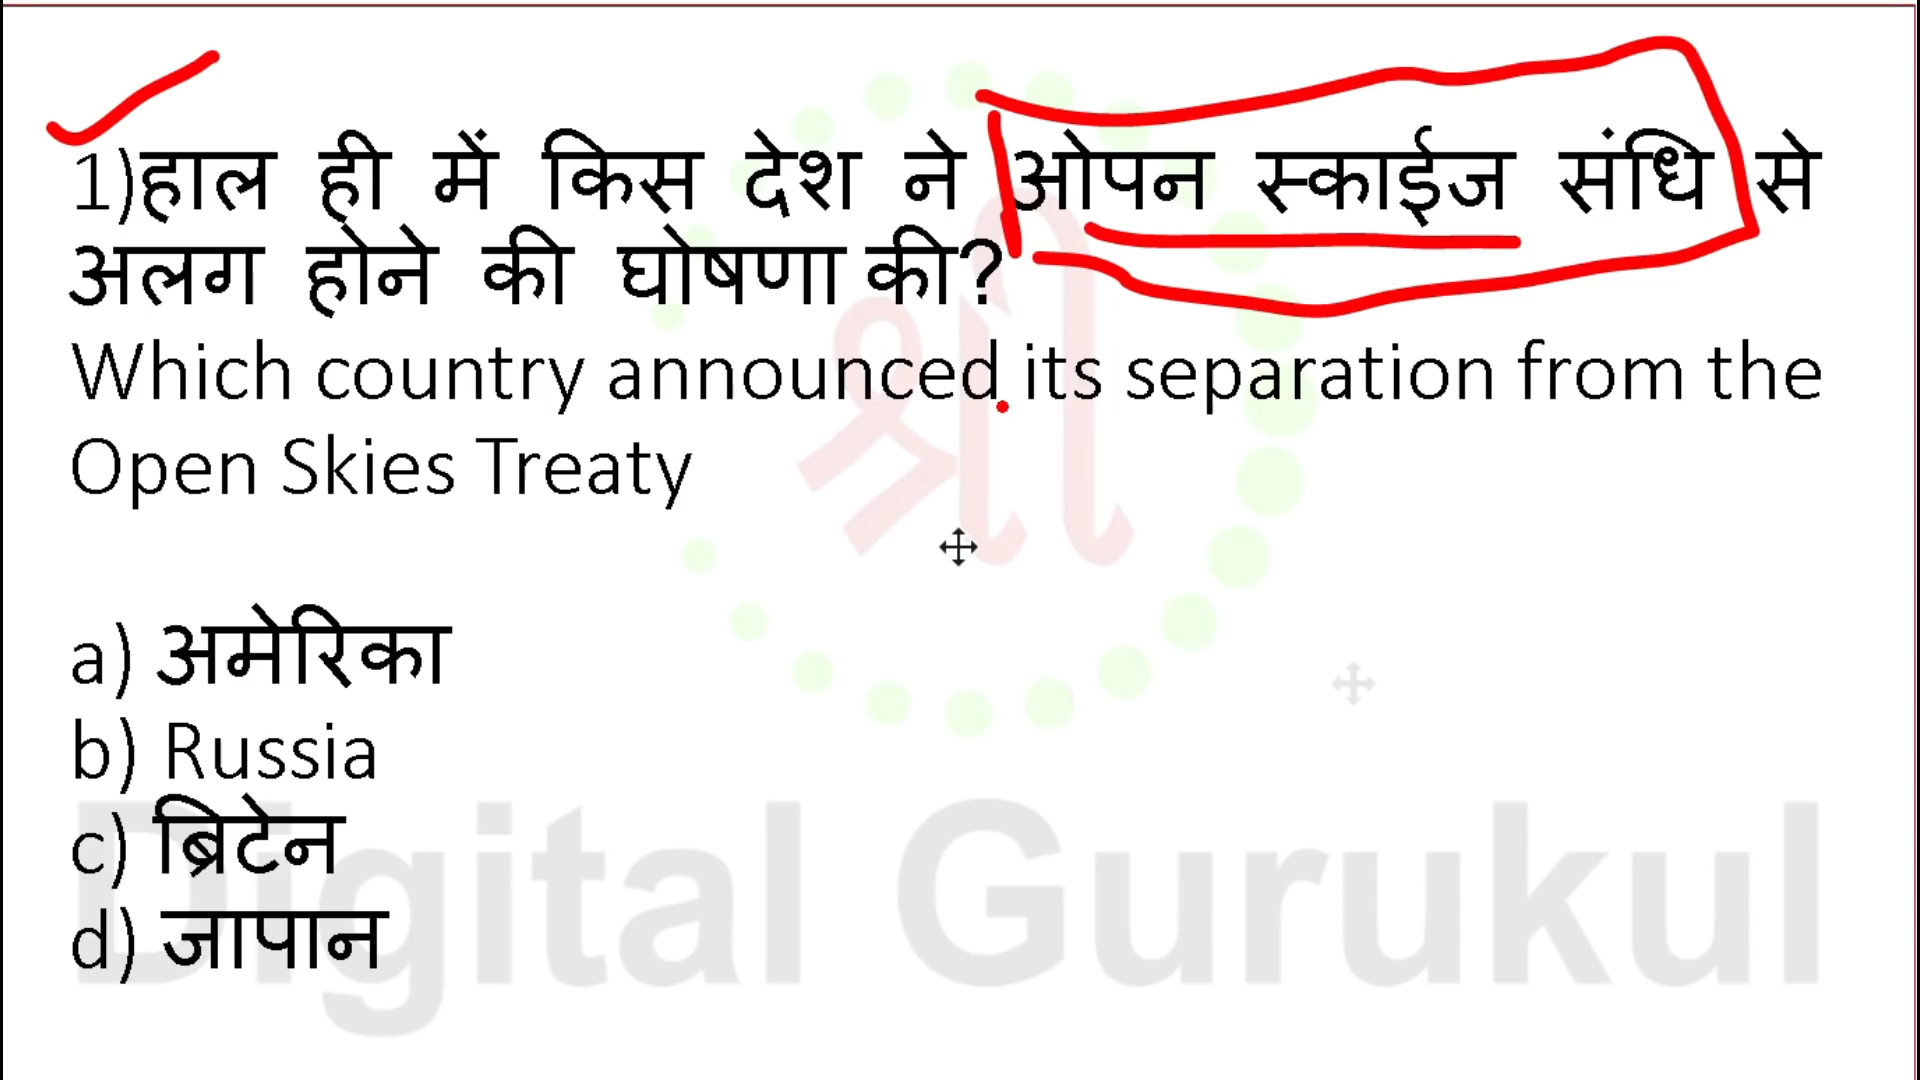 1)हाल ही में किस देश ने ओपन स्काईज संधि से
अलग होने की घोषणा की?
Which country announced its separation from the
Open Skies Treaty
a) अमेरिका
b) Russia
c) ब्रिटेन
d) जापान
श्री
Digital Gurukul